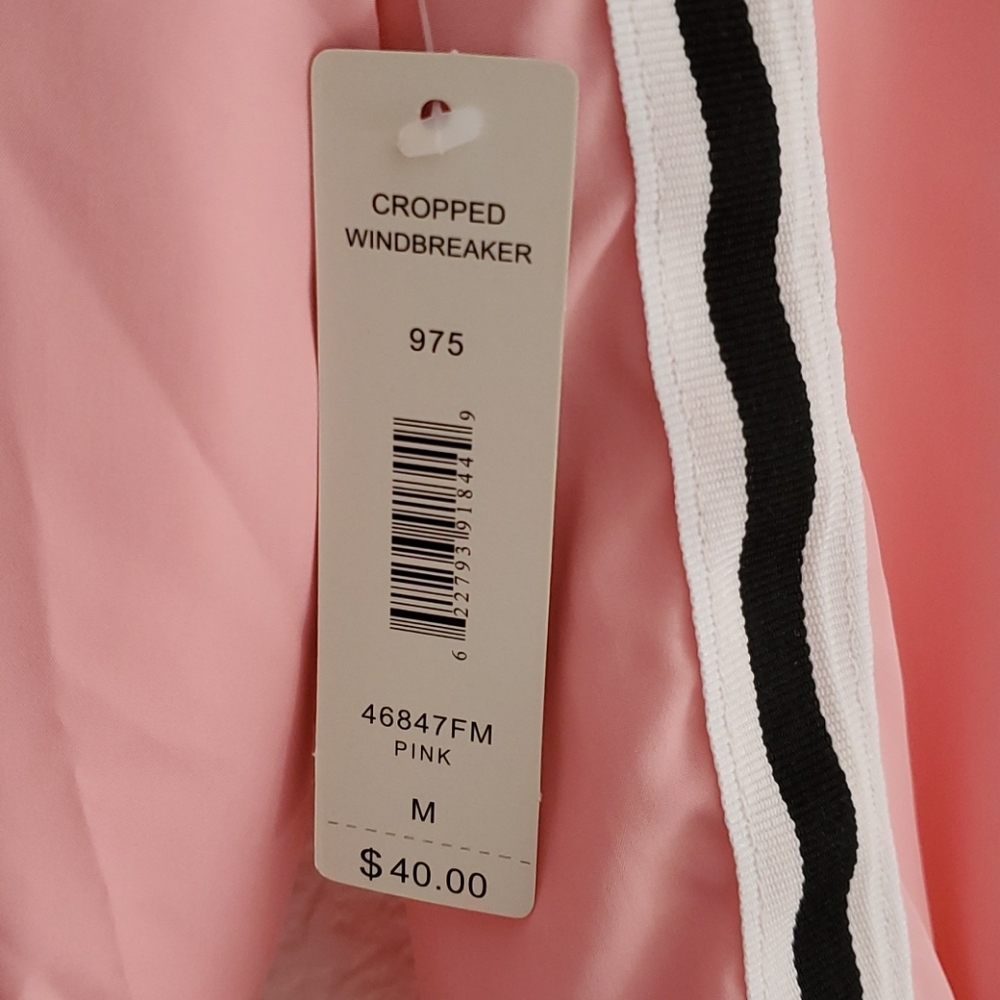 CROPPED
WINDBREAKER
975
6 22793 91844 9
46847FM
PINK
M
$40.00